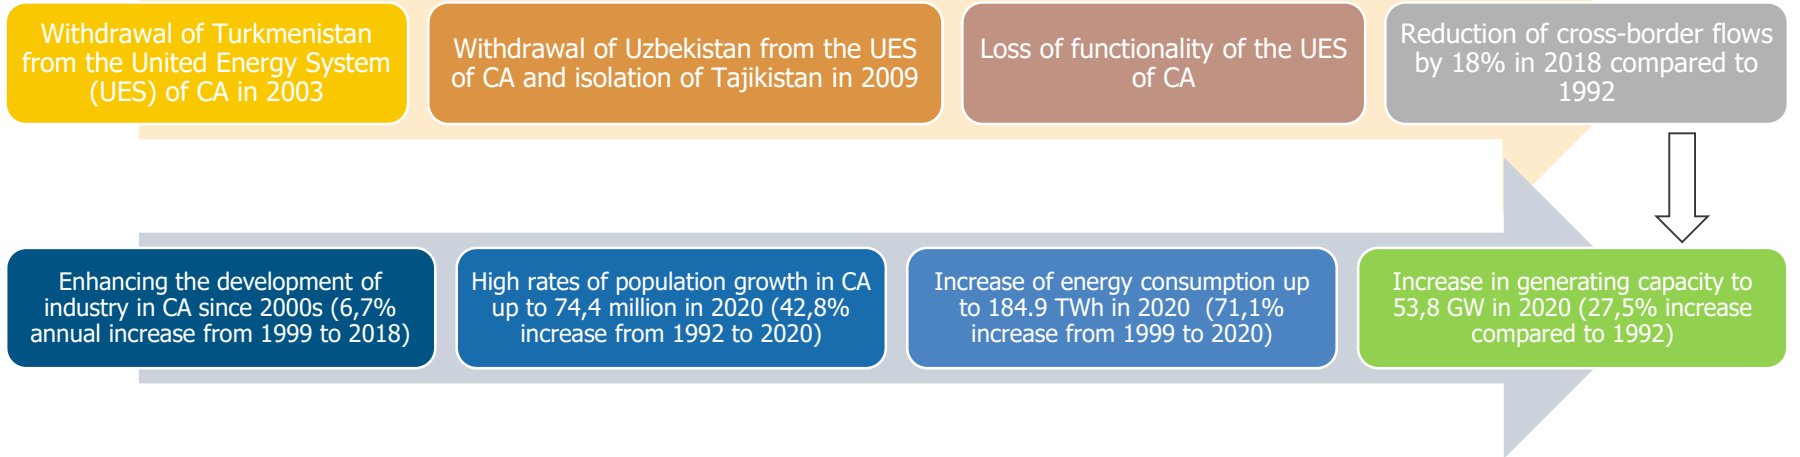 Withdrawal of Turkmenistan
from the United Energy System
(UES) of CA in 2003
Withdrawal of Uzbekistan from the UES
of CA and isolation of Tajikistan in 2009
Loss of functionality of the UES
of CA
Reduction of cross-border flows
by 18% in 2018 compared to
1992
Enhancing the development of
industry in CA since 2000s (6,7%
annual increase from 1999 to 2018)
High rates of population growth in CA
up to 74,4 million in 2020 (42,8%
increase from 1992 to 2020)
Increase of energy consumption up
to 184.9 TWh in 2020  (71,1%
increase from 1999 to 2020)
Increase in generating capacity to
53,8 GW in 2020 (27,5% increase
compared to 1992)